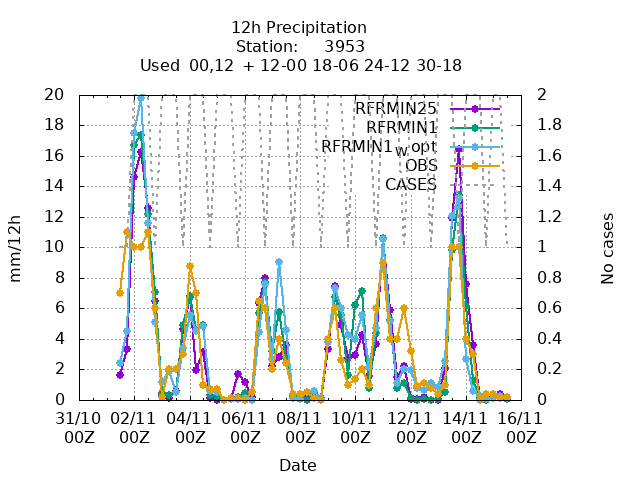 12h Precipitation
Station: 3953
Used 00,12 + 12-00 18-06 24-12 30-18
mm/12h
20
18
16
14
12
10
8
6
4
2
0
RFRMIN25
RFRMIN1
RFRMIN1w opt
OBS
CASES
2
1.8
1.6
1.4
1.2
1
0.8
0.6
0.4
0.2
0
No cases
31/10 02/11 04/11 06/11 08/11 10/11 12/11 14/11 16/11
00Z 00Z 00Z 00Z 00Z 00Z 00Z 00Z 00Z
Date